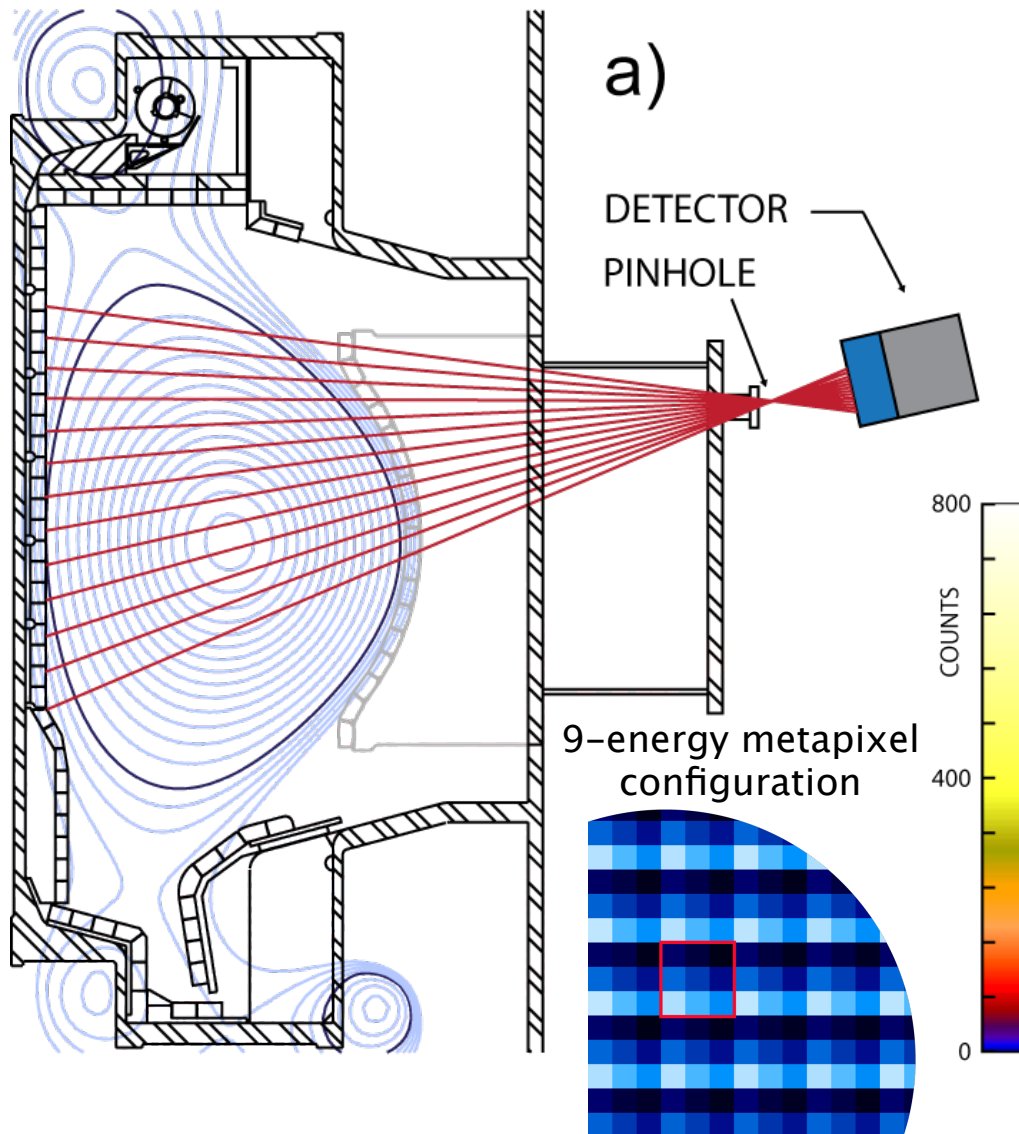 a)
DETECTOR
PINHOLE
800
COUNTS
9-energy metapixel
configuration
400
0